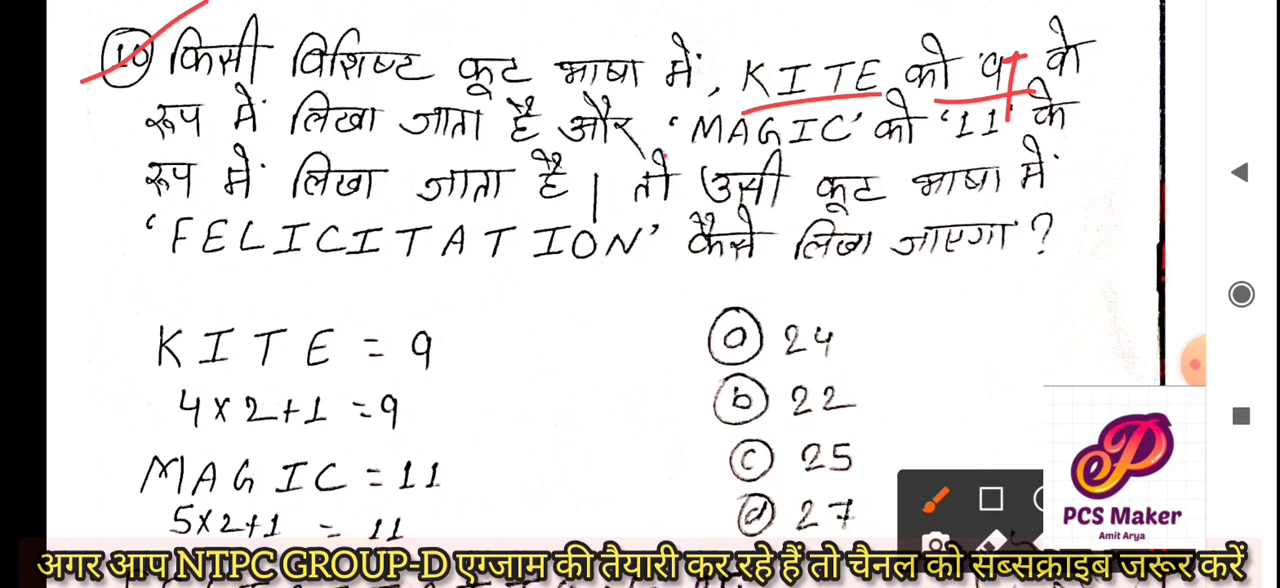 10 किसी विशिष्ट कूट भाषा में, KITE को '9' के
रूप में लिखा जाता है और 'MAGIC' को '11' के
रूप में लिखा जाता है। तो उसी कूट भाषा में
'FELICITATION' कैसे लिखा जाएगा ?
KITE = 9
4×2+1 =9
MAGIC = 11
5×2+1 = 11
a 24
b 22
c 25
d 27
PCS Maker
Amit Arya
अगर आप NTPC GROUP-D एग्जाम की तैयारी कर रहे हैं तो चैनल को सब्सक्राइब जरूर करें